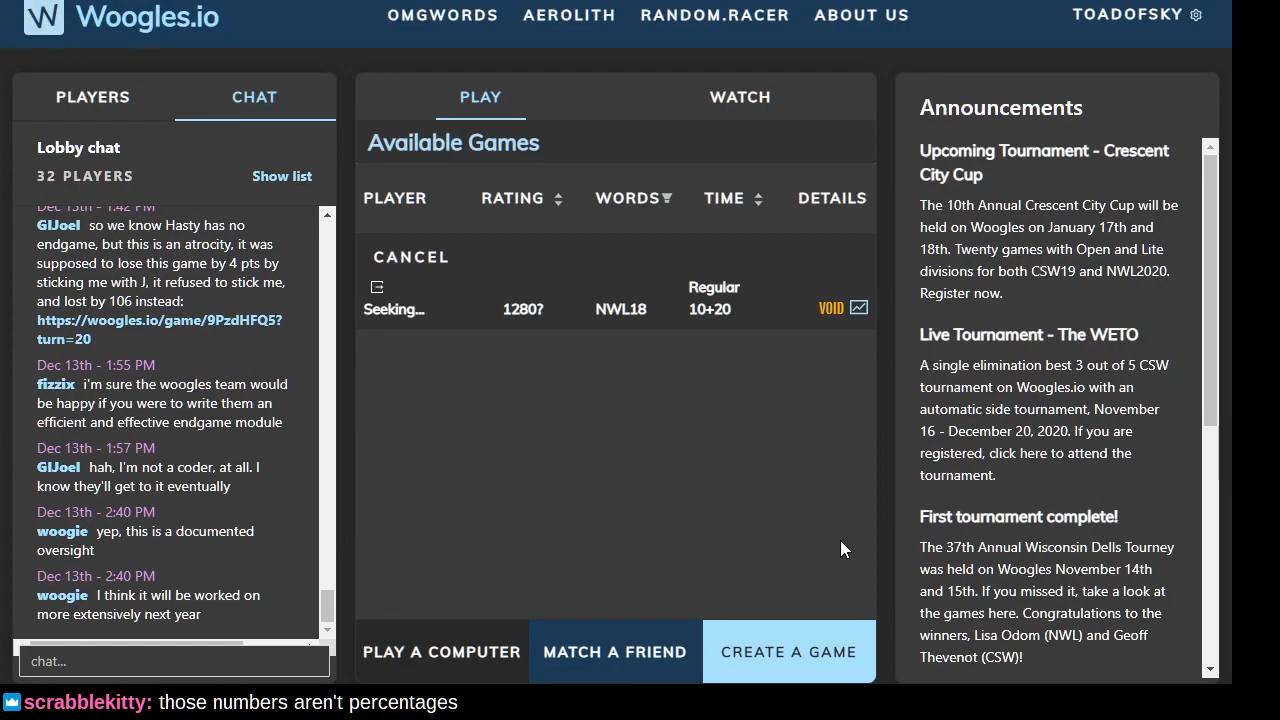 W Woogles.io
OMGWORDS AEROLITH RANDOM.RACER ABOUT US
TOADOFSKY
PLAYERS CHAT
Lobby chat
32 PLAYERS Show list
Dec 13th - 1:42 PM
GIJoel so we know Hasty has no
endgame, but this is an atrocity, it was
supposed to lose this game by 4 pts by
sticking me with J, it refused to stick me,
and lost by 106 instead:
https://woogles.io/game/9PzdHFQ5?
turn=20
Dec 13th - 1:55 PM
fizzix i'm sure the woogles team would
be happy if you were to write them an
efficient and effective endgame module
Dec 13th - 1:57 PM
GIJoel hah, I'm not a coder, at all. I
know they'll get to it eventually
Dec 13th - 2:40 PM
woogie yep, this is a documented
oversight
Dec 13th - 2:40 PM
woogie I think it will be worked on
more extensively next year
chat...
PLAY WATCH
Available Games
PLAYER RATING WORDS TIME DETAILS
CANCEL
Seeking... 1280? NWL18 Regular
10+20 VOID
PLAY A COMPUTER MATCH A FRIEND CREATE A GAME
Announcements
Upcoming Tournament - Crescent
City Cup
The 10th Annual Crescent City Cup will be
held on Woogles on January 17th and
18th. Twenty games with Open and Lite
divisions for both CSW19 and NWL2020.
Register now.
Live Tournament - The WETO
A single elimination best 3 out of 5 CSW
tournament on Woogles.io with an
automatic side tournament, November
16 - December 20, 2020. If you are
registered, click here to attend the
tournament.
First tournament complete!
The 37th Annual Wisconsin Dells Tourney
was held on Woogles November 14th
and 15th. If you missed it, take a look at
the games here. Congratulations to the
winners, Lisa Odom (NWL) and Geoff
Thevenot (CSW)!
scrabblekitty: those numbers aren't percentages